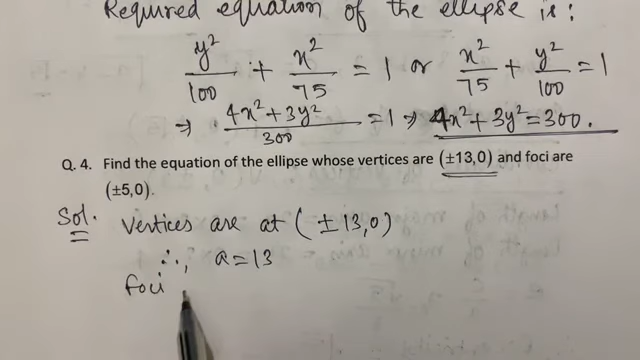 Required equation of the ellipse is:
y²/100 + x²/75 = 1 or x²/75 + y²/100 = 1
⇒ 4x²+3y²/300 = 1 ⇒ 4x²+3y²=300.
Q. 4. Find the equation of the ellipse whose vertices are (±13,0) and foci are
(±5,0).
Sol. Vertices are at (±13,0)
∴, a=13
foci